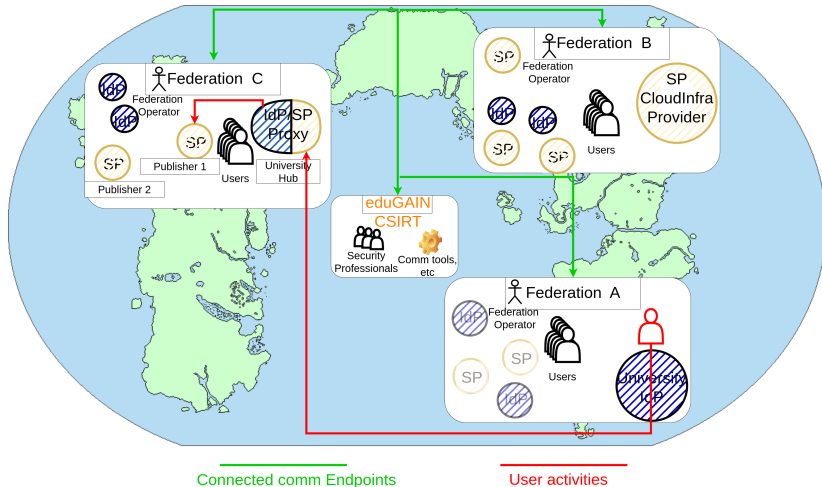 Federation C
IdP
Federation
Operator
IdP
IdP/SP
Proxy
SP
SP
Publisher 1
Users
University
Hub
Publisher 2
Federation B
SP
Federation
Operator
SP
CloudInfra
Provider
IdP
IdP
Users
SP
SP
eduGAIN
CSIRT
Security
Professionals
Comm tools,
etc
Federation A
IdP
Federation
Operator
SP
SP
Users
IdP
University
IdP
Connected comm Endpoints
User activities